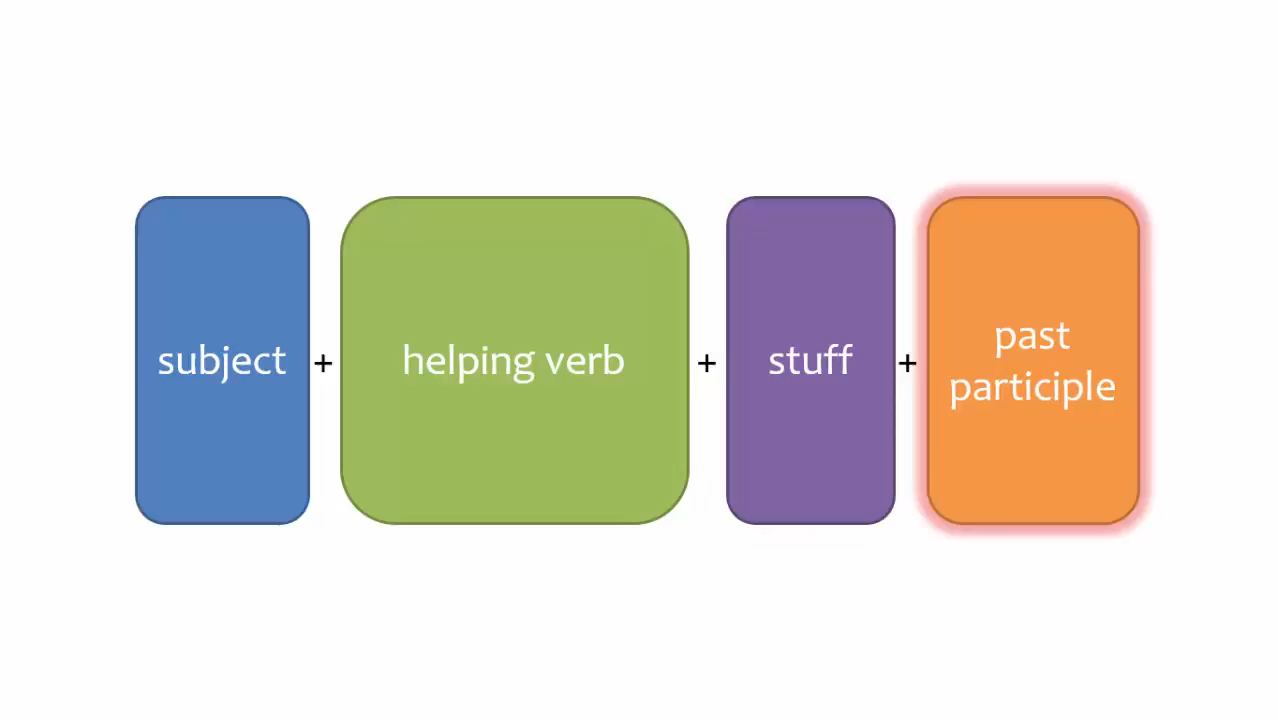 subject + helping verb + stuff + past
participle